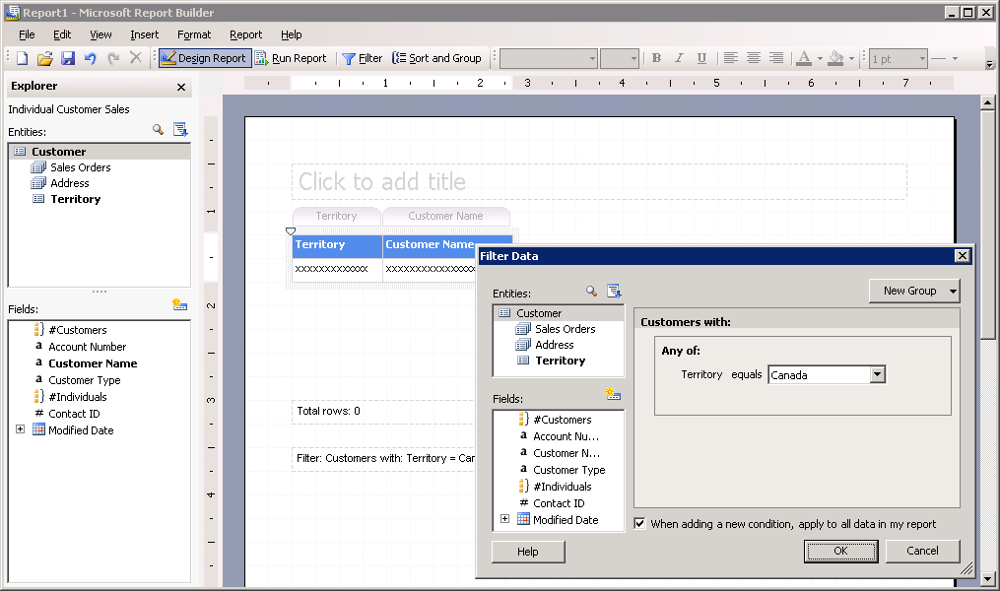 Report1 - Microsoft Report Builder
File Edit View Insert Format Report Help
Design Report Run Report Filter Sort and Group B I U A 1 pt
Explorer
Individual Customer Sales
Entities:
Customer
Sales Orders
Address
Territory
Fields:
#Customers
a Account Number
a Customer Name
a Customer Type
#Individuals
# Contact ID
Modified Date
1 2 3 4 5 6 7
1
2
3
4
Click to add title
Territory Customer Name
Territory Customer Name
xxxxxxxxxxxxx xxxxxxxxxxxxxxxx
Total rows: 0
Filter: Customers with: Territory = Can
Filter Data
Entities:
New Group
Customer
Sales Orders
Address
Territory
Fields:
#Customers
a Account Nu...
a Customer N...
a Customer Type
#Individuals
# Contact ID
Modified Date
Customers with:
Any of:
Territory equals Canada
When adding a new condition, apply to all data in my report
Help OK Cancel